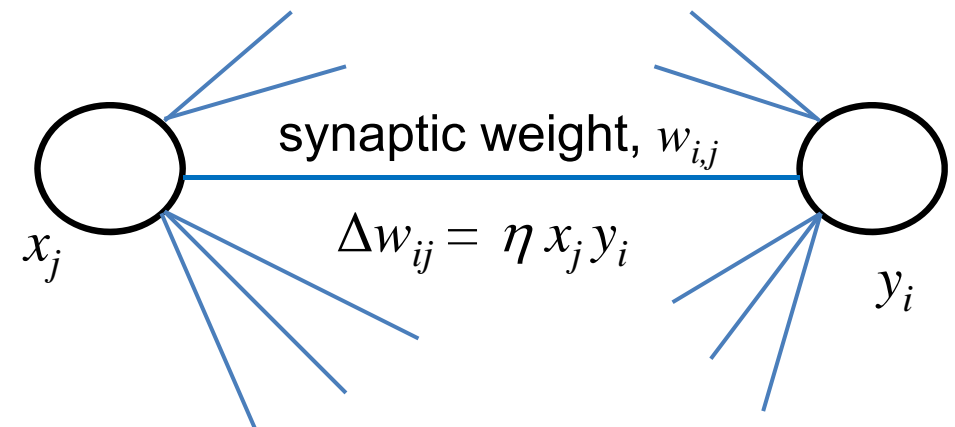 synaptic weight, w_{i,j}
Δw_{ij} = η x_j y_i
x_j
y_i